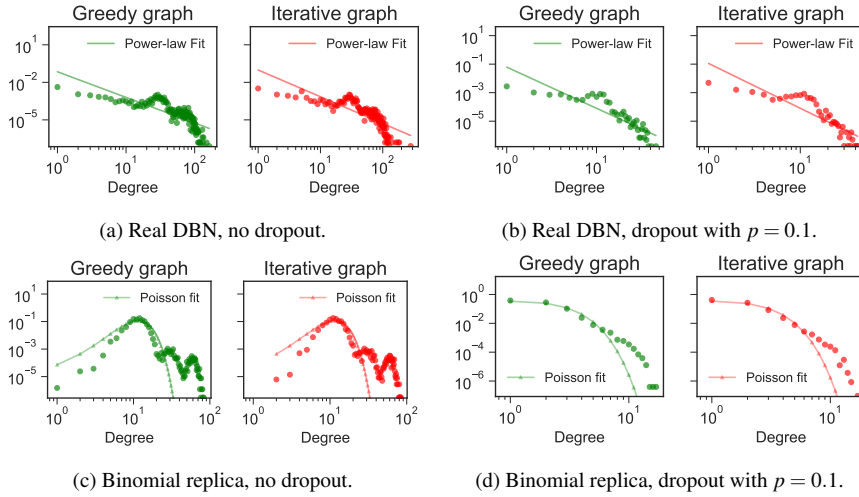 Greedy graph
Iterative graph
10^1
10^-2
10^-5
Power-law Fit
Power-law Fit
10^0 10^1 10^2
10^0 10^1 10^2
Degree
Degree
(a) Real DBN, no dropout.
Greedy graph
Iterative graph
10^1
10^-1
10^-3
10^-5
Power-law Fit
Power-law Fit
10^0 10^1
10^0 10^1
Degree
Degree
(b) Real DBN, dropout with p = 0.1.
Greedy graph
Iterative graph
10^1
10^-1
10^-3
10^-5
Poisson fit
Poisson fit
10^0 10^1 10^2
10^0 10^1 10^2
Degree
Degree
(c) Binomial replica, no dropout.
Greedy graph
Iterative graph
10^0
10^-2
10^-4
10^-6
Poisson fit
Poisson fit
10^0 10^1
10^0 10^1
Degree
Degree
(d) Binomial replica, dropout with p = 0.1.